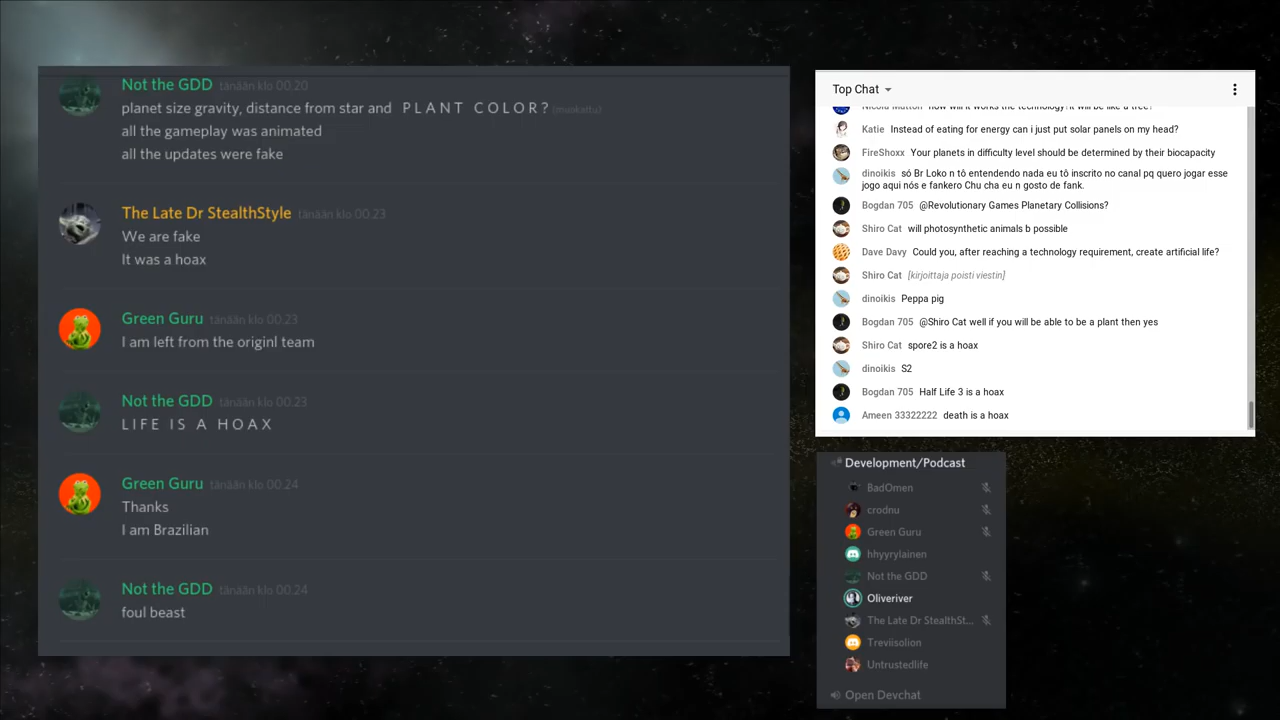 Not the GDD tänään klo 00.20
planet size gravity, distance from star and P L A N T C O L O R ? (muokattu)
all the gameplay was animated
all the updates were fake
The Late Dr StealthStyle tänään klo 00.23
We are fake
It was a hoax
Green Guru tänään klo 00.23
I am left from the originl team
Not the GDD tänään klo 00.23
L I F E I S A H O A X
Green Guru tänään klo 00.24
Thanks
I am Brazilian
Not the GDD tänään klo 00.24
foul beast
Top Chat
Katie Instead of eating for energy can i just put solar panels on my head?
FireShoxx Your planets in difficulty level should be determined by their biocapacity
dinoikis só Br Loko n tô entendendo nada eu tô inscrito no canal pq quero jogar esse
jogo aqui nós e fankero Chu cha eu n gosto de fank.
Bogdan 705 @Revolutionary Games Planetary Collisions?
Shiro Cat will photosynthetic animals b possible
Dave Davy Could you, after reaching a technology requirement, create artificial life?
Shiro Cat [kirjoittaja poisti viestin]
dinoikis Peppa pig
Bogdan 705 @Shiro Cat well if you will be able to be a plant then yes
Shiro Cat spore2 is a hoax
dinoikis S2
Bogdan 705 Half Life 3 is a hoax
Ameen 33322222 death is a hoax
Development/Podcast
BadOmen
crodnu
Green Guru
hhyyrylainen
Not the GDD
Oliveriver
The Late Dr StealthSt...
Treviisolion
Untrustedlife
Open Devchat